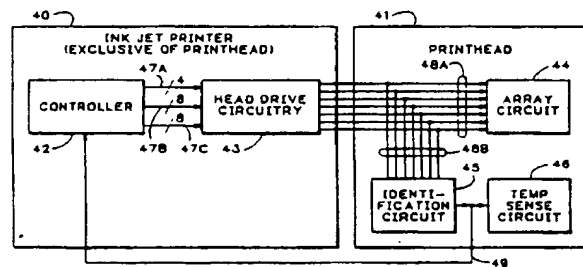 40
41
INK JET PRINTER
(EXCLUSIVE OF PRINTHEAD)
PRINTHEAD
47A
4
8
8
47B
47C
CONTROLLER
42
HEAD DRIVE
CIRCUITRY
43
48A
44
ARRAY
CIRCUIT
48B
45
46
IDENTI-
FICATION
CIRCUIT
TEMP
SENSE
CIRCUIT
49